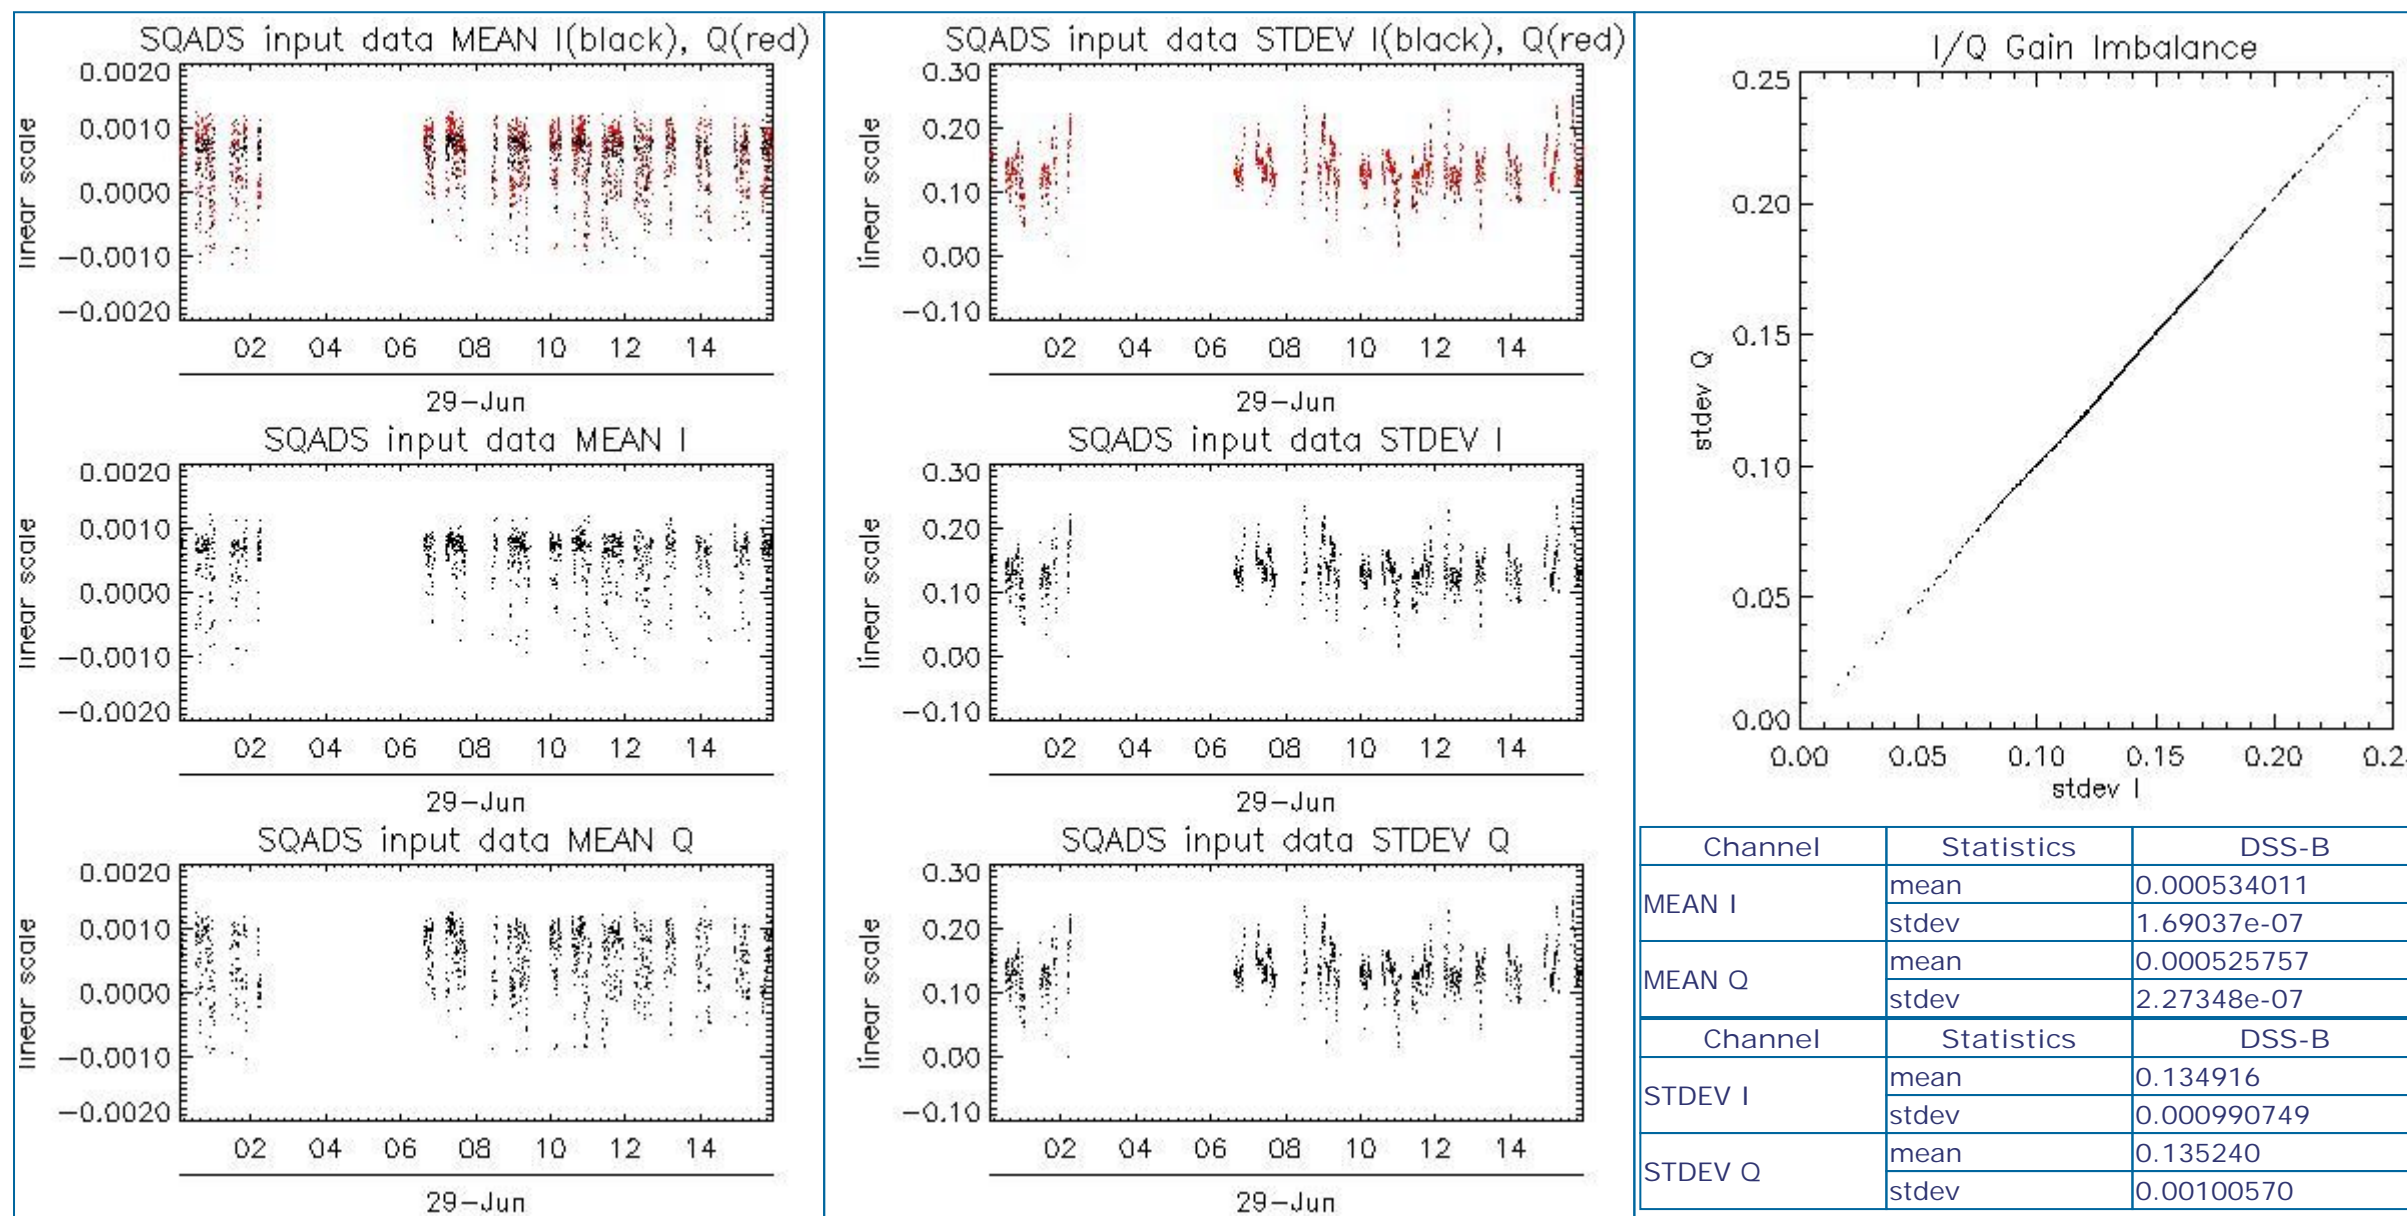 SQADS input data MEAN I(black), Q(red)
linear scale
0.0020
0.0010
0.0000
−0.0010
−0.0020
02 04 06 08 10 12 14
29−Jun
SQADS input data MEAN I
linear scale
0.0020
0.0010
0.0000
−0.0010
−0.0020
02 04 06 08 10 12 14
29−Jun
SQADS input data MEAN Q
linear scale
0.0020
0.0010
0.0000
−0.0010
−0.0020
02 04 06 08 10 12 14
29−Jun
SQADS input data STDEV I(black), Q(red)
linear scale
0.30
0.20
0.10
0.00
−0.10
02 04 06 08 10 12 14
29−Jun
SQADS input data STDEV I
linear scale
0.30
0.20
0.10
0.00
−0.10
02 04 06 08 10 12 14
29−Jun
SQADS input data STDEV Q
linear scale
0.30
0.20
0.10
0.00
−0.10
02 04 06 08 10 12 14
29−Jun
I/Q Gain Imbalance
stdev Q
0.25
0.20
0.15
0.10
0.05
0.00
0.00 0.05 0.10 0.15 0.20
stdev I
Channel Statistics DSS-B
MEAN I mean 0.000534011
stdev 1.69037e-07
MEAN Q mean 0.000525757
stdev 2.27348e-07
Channel Statistics DSS-B
STDEV I mean 0.134916
stdev 0.000990749
STDEV Q mean 0.135240
stdev 0.00100570